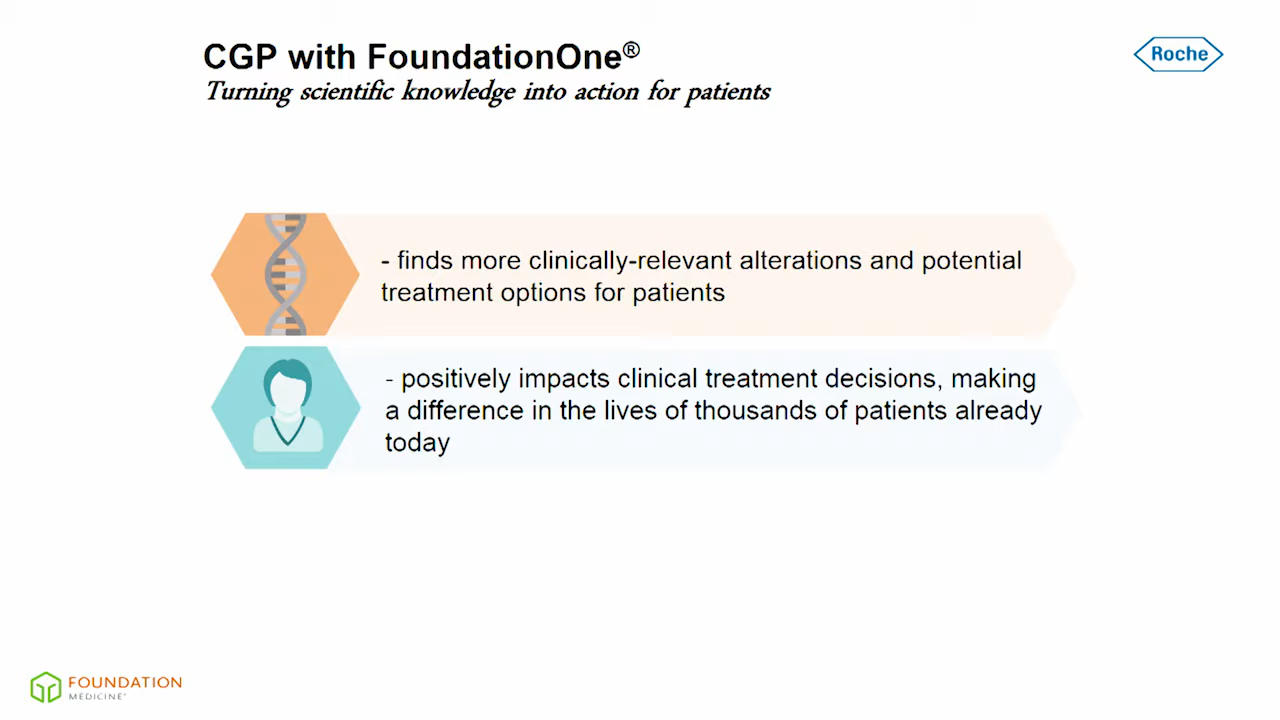 CGP with FoundationOne®
Turning scientific knowledge into action for patients
Roche
- finds more clinically-relevant alterations and potential
treatment options for patients
- positively impacts clinical treatment decisions, making
a difference in the lives of thousands of patients already
today
FOUNDATION
MEDICINE